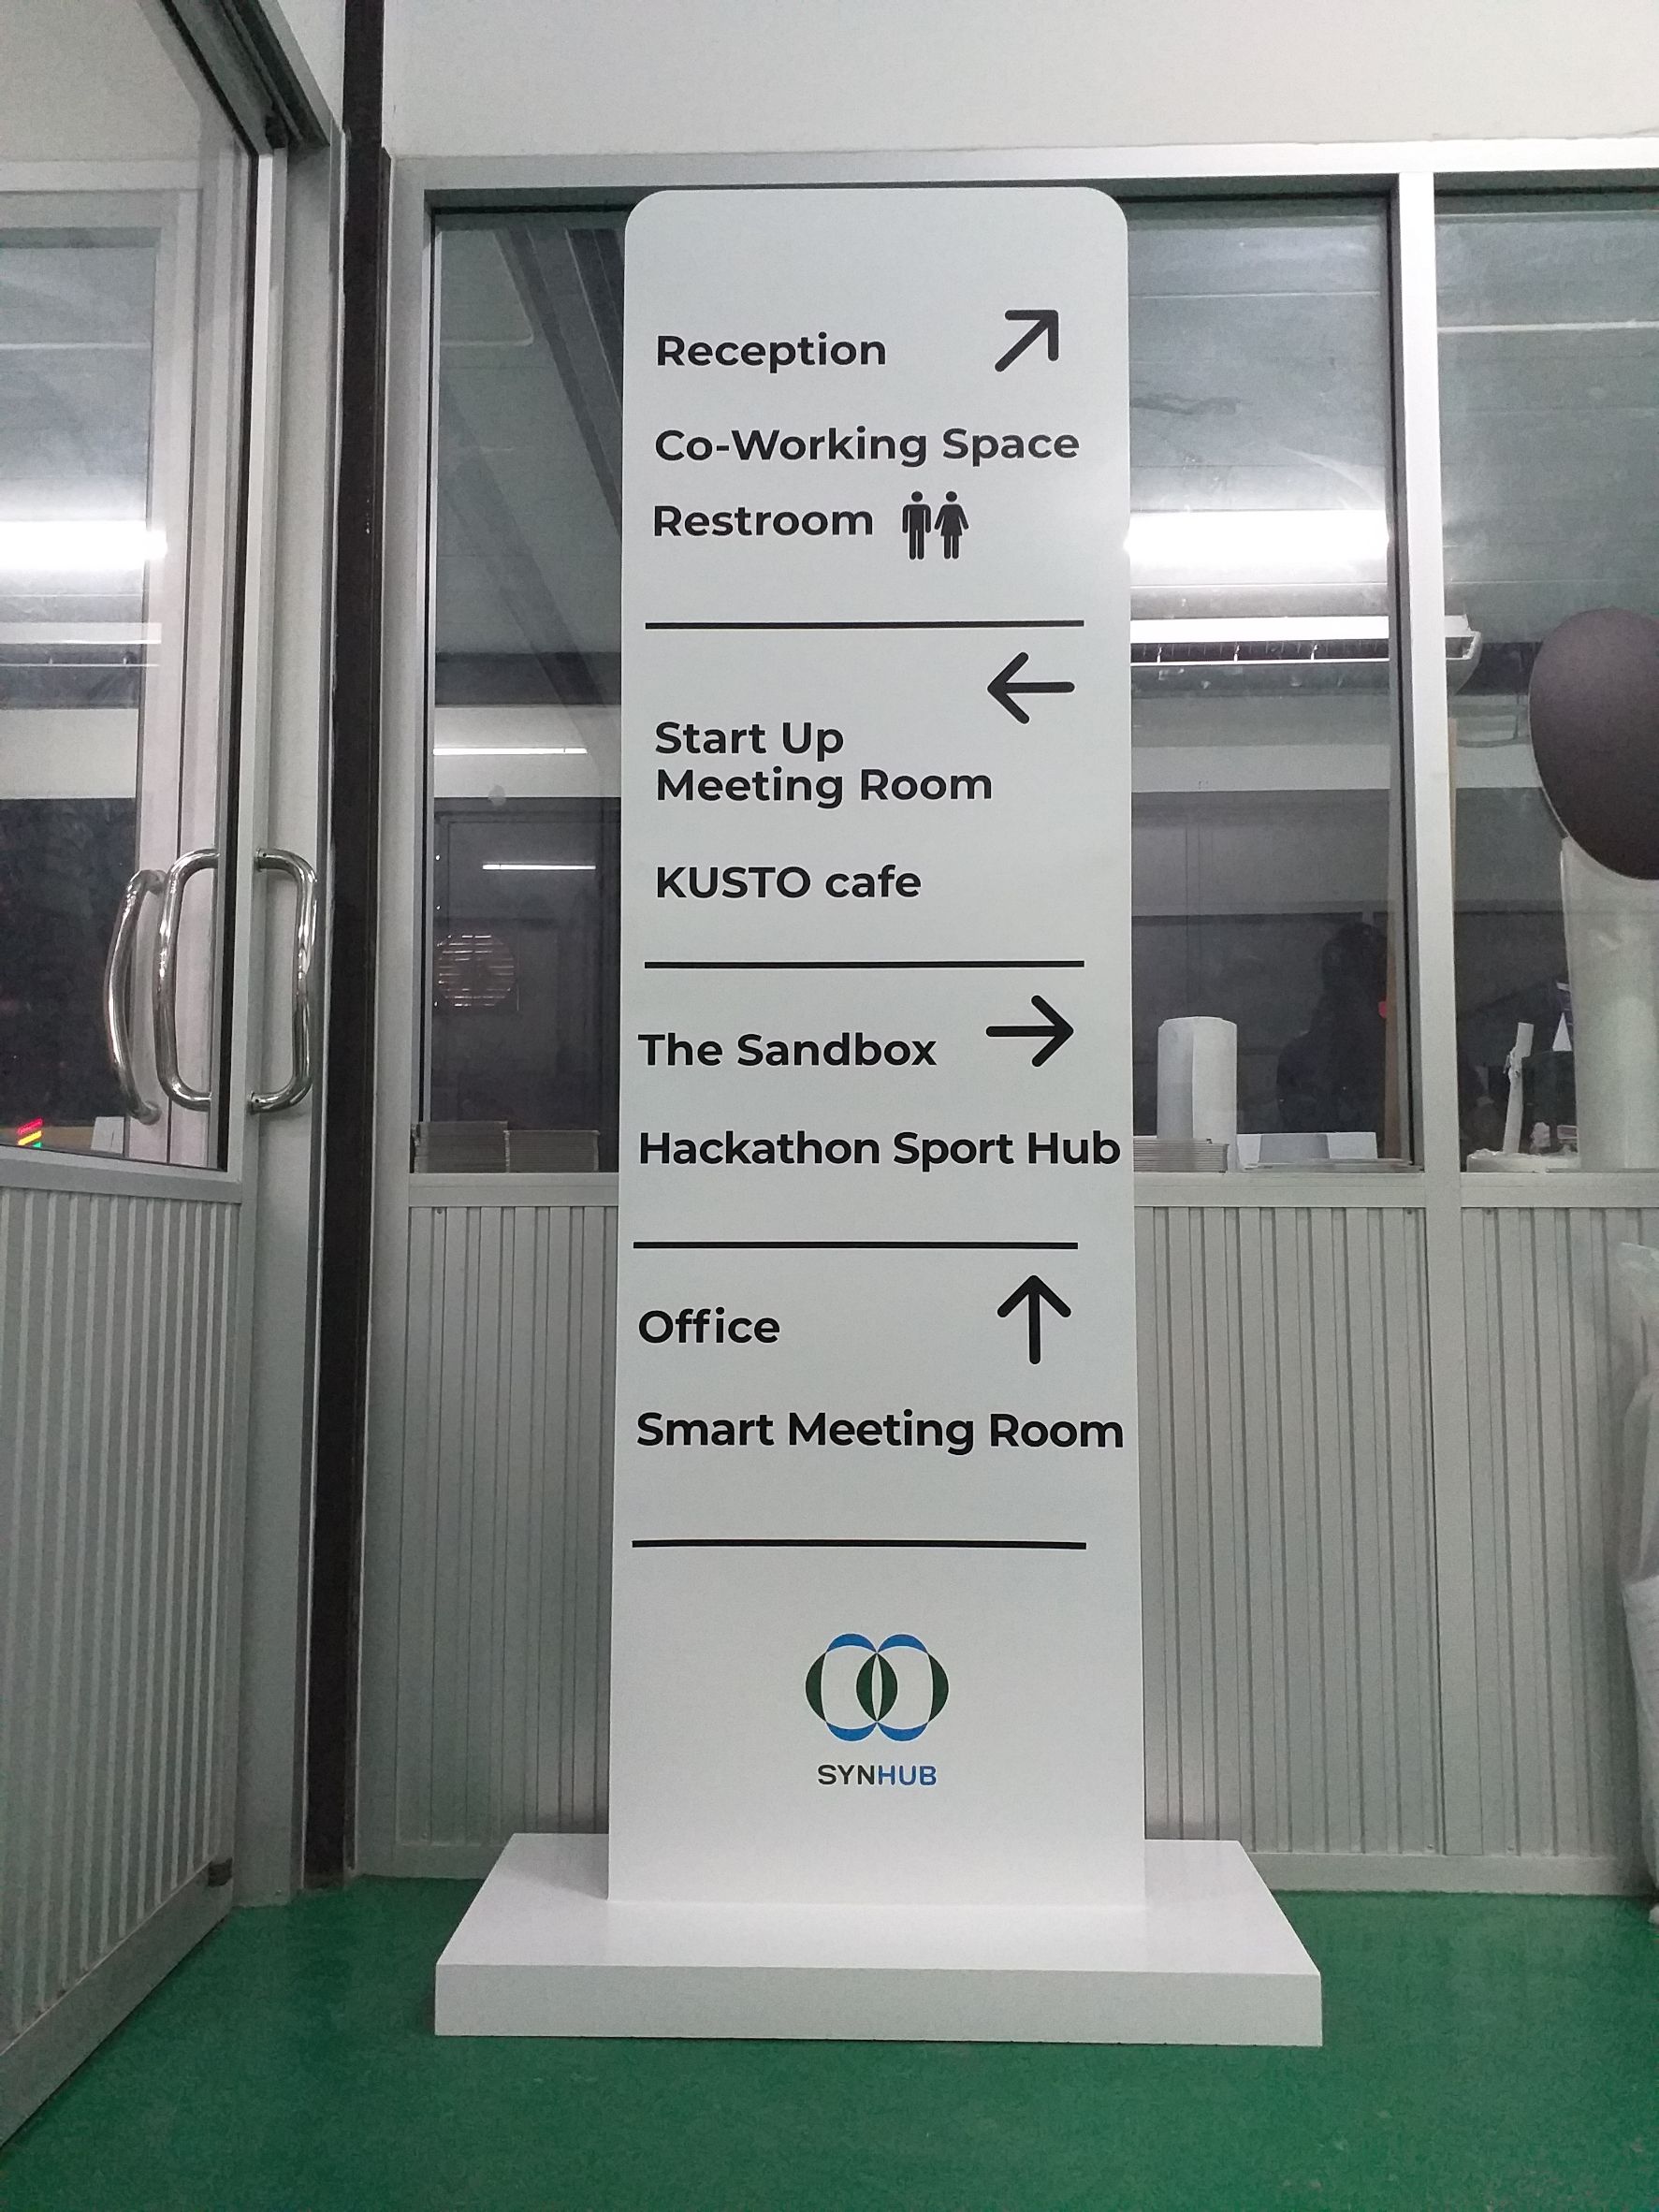 Reception
Co-Working Space
Restroom
Start Up
Meeting Room
KUSTO cafe
The Sandbox
Hackathon Sport Hub
Office
Smart Meeting Room
SYNHUB